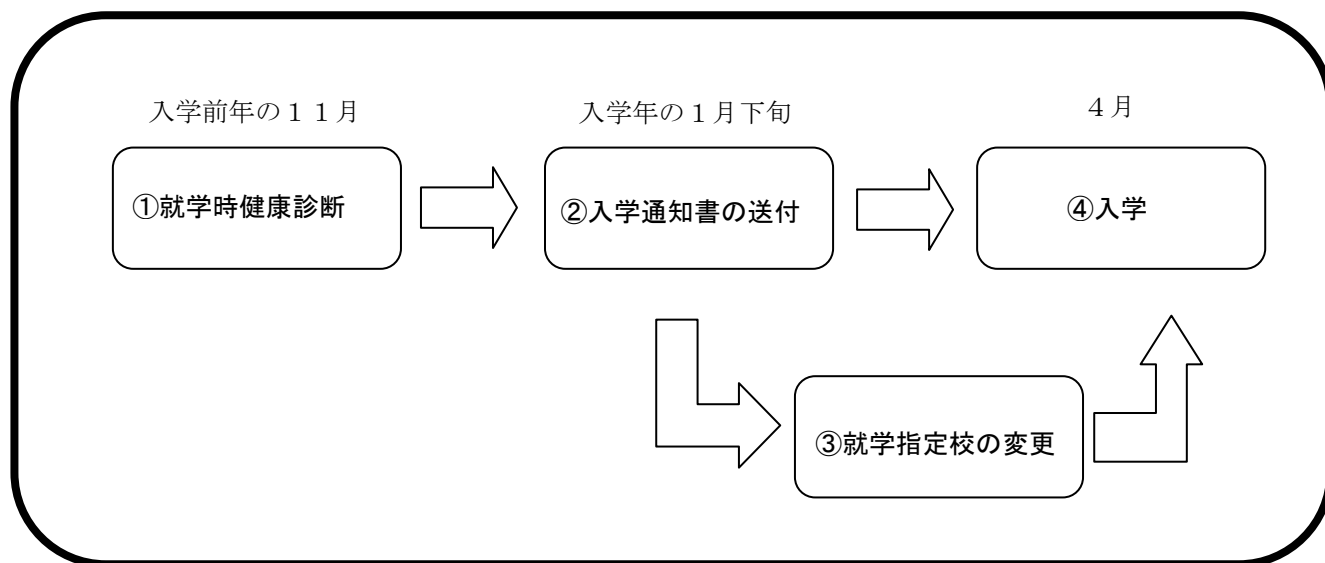 入学前年の１１月
入学年の１月下旬
４月
①就学時健康診断
②入学通知書の送付
④入学
③就学指定校の変更